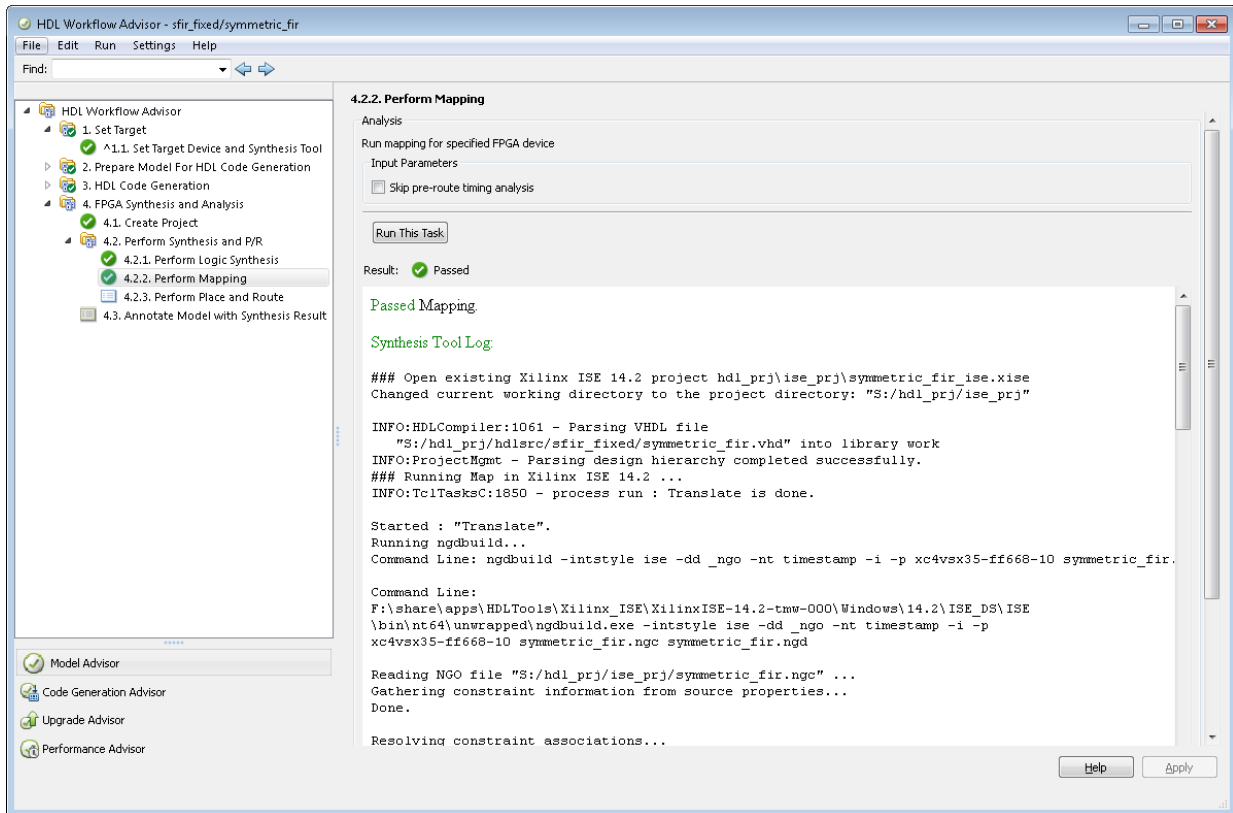 HDL Workflow Advisor - sfir_fixed/symmetric_fir
File Edit Run Settings Help
Find:
HDL Workflow Advisor
1. Set Target
^1.1. Set Target Device and Synthesis Tool
2. Prepare Model For HDL Code Generation
3. HDL Code Generation
4. FPGA Synthesis and Analysis
4.1. Create Project
4.2. Perform Synthesis and P/R
4.2.1. Perform Logic Synthesis
4.2.2. Perform Mapping
4.2.3. Perform Place and Route
4.3. Annotate Model with Synthesis Result
Model Advisor
Code Generation Advisor
Upgrade Advisor
Performance Advisor
4.2.2. Perform Mapping
Analysis
Run mapping for specified FPGA device
Input Parameters
Skip pre-route timing analysis
Run This Task
Result: Passed
Passed Mapping.
Synthesis Tool Log:
### Open existing Xilinx ISE 14.2 project hdl_prj\ise_prj\symmetric_fir_ise.xise
Changed current working directory to the project directory: "S:/hdl_prj/ise_prj"
INFO:HDLCompiler:1061 - Parsing VHDL file
"S:/hdl_prj/hdlsrc/sfir_fixed/symmetric_fir.vhd" into library work
INFO:ProjectMgmt - Parsing design hierarchy completed successfully.
### Running Map in Xilinx ISE 14.2 ...
INFO:TclTasksC:1850 - process run : Translate is done.
Started : "Translate".
Running ngdbuild...
Command Line: ngdbuild -intstyle ise -dd _ngo -nt timestamp -i -p xc4vsx35-ff668-10 symmetric_fir.
Command Line:
F:\share\apps\HDLTools\Xilinx_ISE\XilinxISE-14.2-tmw-000\Windows\14.2\ISE_DS\ISE
\bin\nt64\unwrapped\ngdbuild.exe -intstyle ise -dd _ngo -nt timestamp -i -p
xc4vsx35-ff668-10 symmetric_fir.ngc symmetric_fir.ngd
Reading NGO file "S:/hdl_prj/ise_prj/symmetric_fir.ngc" ...
Gathering constraint information from source properties...
Done.
Resolving constraint associations...
Help Apply